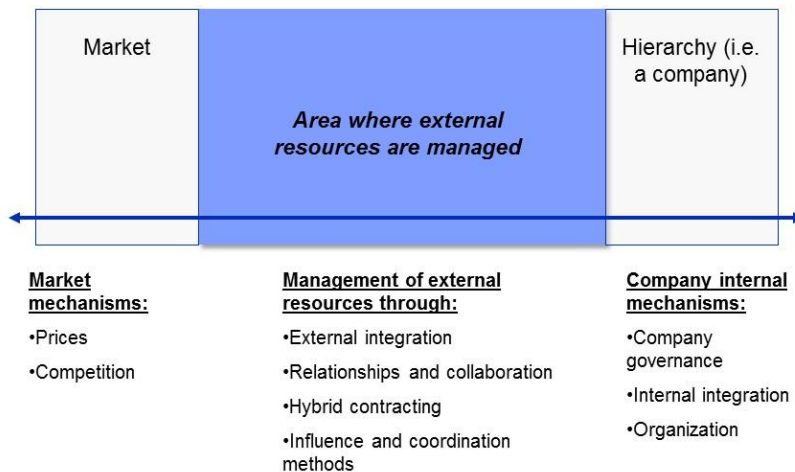 Market
Area where external
resources are managed
Hierarchy (i.e.
a company)
Market
mechanisms:
•Prices
•Competition
Management of external
resources through:
•External integration
•Relationships and collaboration
•Hybrid contracting
•Influence and coordination
methods
Company internal
mechanisms:
•Company
governance
•Internal integration
•Organization